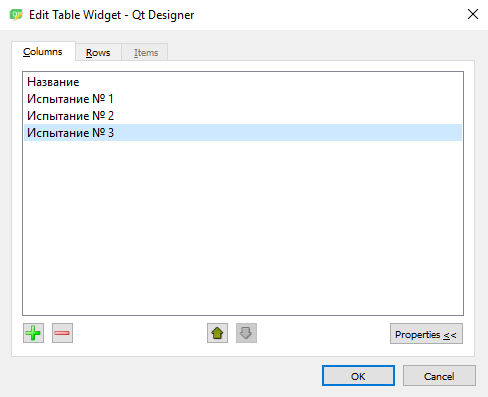 Edit Table Widget - Qt Designer
Columns Rows Items
Название
Испытание № 1
Испытание № 2
Испытание № 3
Properties <<
OK Cancel